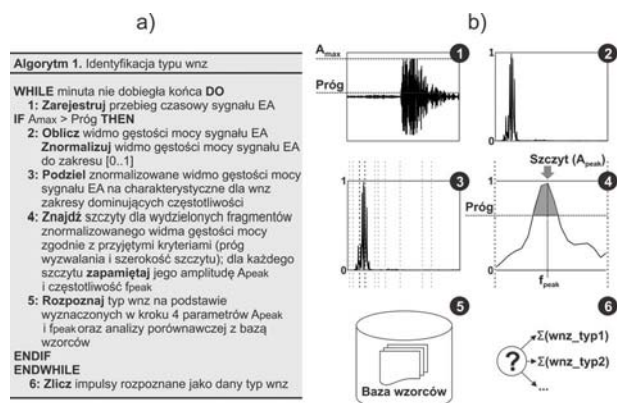 a)
Algorytm 1. Identyfikacja typu wnz
WHILE minuta nie dobiegła końca DO
1: Zarejestruj przebieg czasowy sygnału EA
IF Amax > Próg THEN
2: Oblicz widmo gęstości mocy sygnału EA
Znormalizuj widmo gęstości mocy sygnału EA
do zakresu [0..1]
3: Podziel znormalizowane widmo gęstości mocy
sygnału EA na charakterystyczne dla wnz
zakresy dominujących częstotliwości
4: Znajdź szczyty dla wydzielonych fragmentów
znormalizowanego widma gęstości mocy
zgodnie z przyjętymi kryteriami (próg
wyzwalania i szerokość szczytu); dla każdego
szczytu zapamiętaj jego amplitudę Apeak
i częstotliwość fpeak
5: Rozpoznaj typ wnz na podstawie
wyznaczonych w kroku 4 parametrów Apeak
i fpeak oraz analizy porównawczej z bazą
wzorców
ENDIF
ENDWHILE
6: Zlicz impulsy rozpoznane jako dany typ wnz
b)
Amax
Próg
1
1
0
2
1
0
3
Szczyt (Apeak)
1
Próg
0
fpeak
4
5
Baza wzorców
6
?
Σ(wnz_typ1)
Σ(wnz_typ2)
...